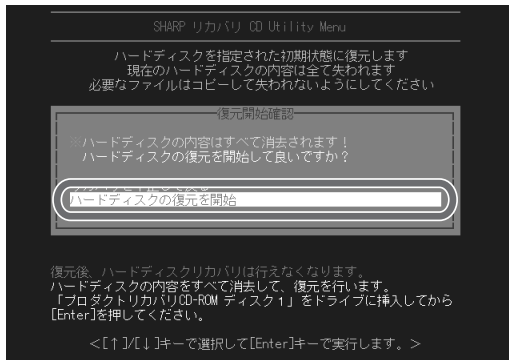 SHARP リカバリ CD Utility Menu
ハードディスクを指定された初期状態に復元します
現在のハードディスクの内容は全て失われます
必要なファイルはコピーして失われないようにしてください
復元開始確認
※ハードディスクの内容はすべて消去されます!
ハードディスクの復元を開始して良いですか?
リカバリを中止して戻る
ハードディスクの復元を開始
復元後、ハードディスクリカバリは行えなくなります。
ハードディスクの内容をすべて消去して、復元を行います。
「プロダクトリカバリCD-ROM ディスク1」をドライブに挿入してから
[Enter]を押してください。
<[↑]/[↓]キーで選択して[Enter]キーで実行します。>